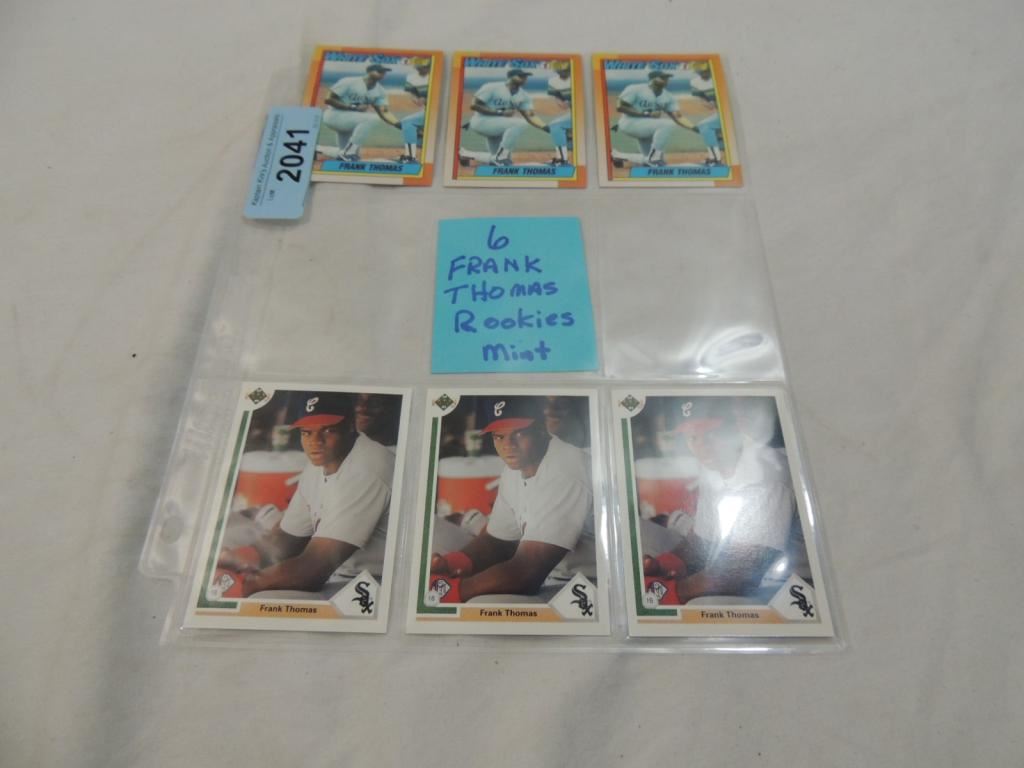 WHITE SOX
WHITE SOX
WHITE SOX
FRANK THOMAS
FRANK THOMAS
FRANK THOMAS
Lot#
2041
6
FRANK
THOMAS
Rookies
mint
Frank Thomas
Frank Thomas
Frank Thomas